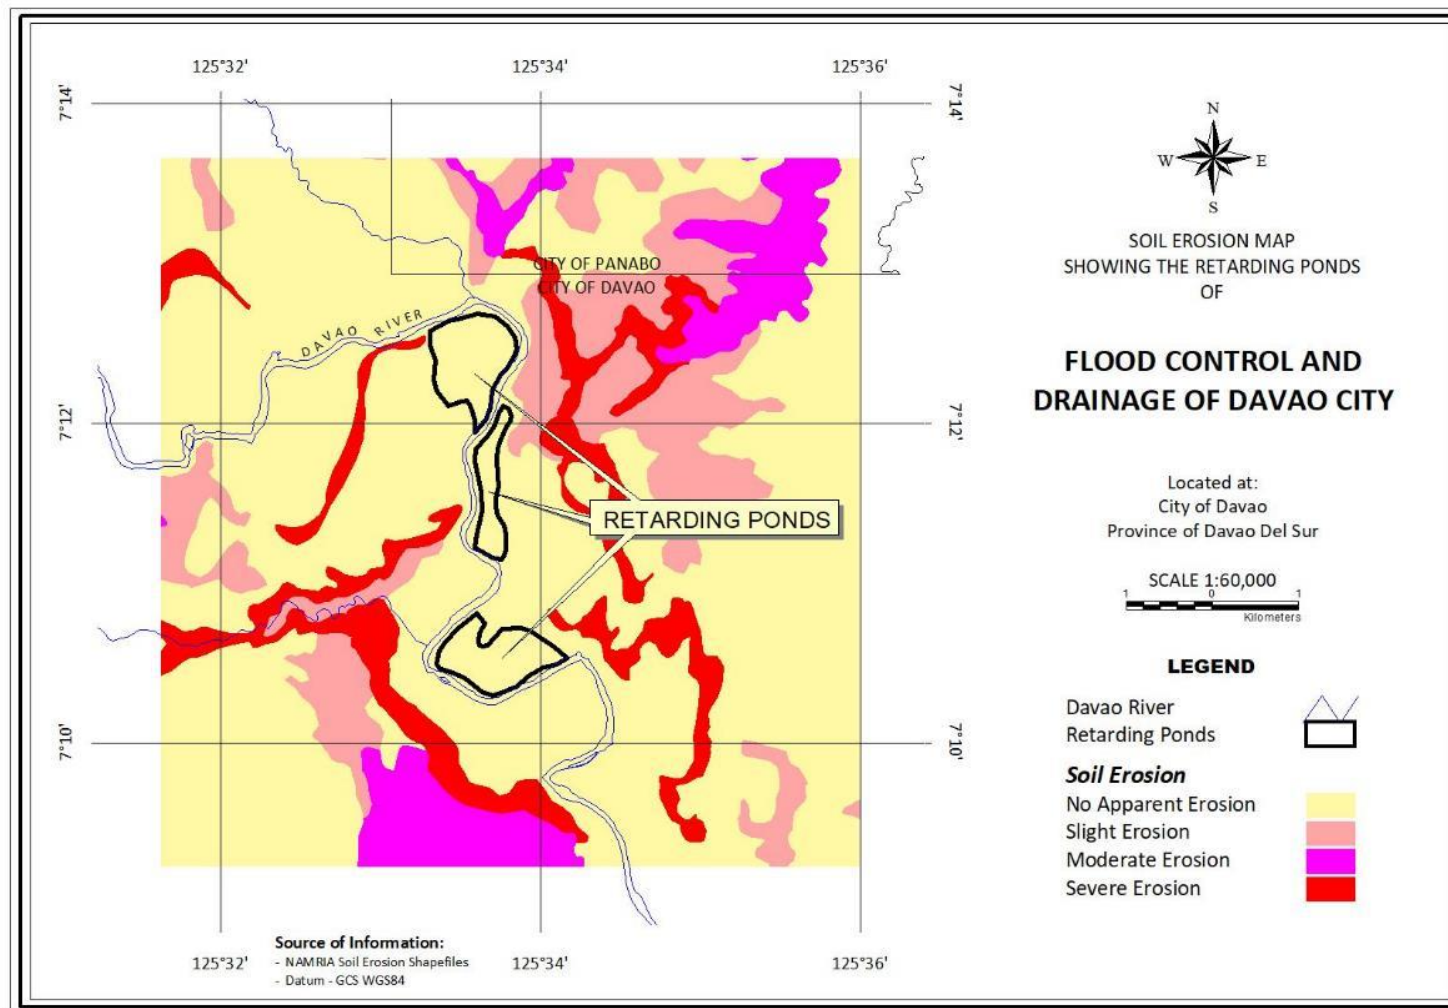 125°32'
125°34'
125°36'
7°14'
7°14'
N
W
E
S
SOIL EROSION MAP
SHOWING THE RETARDING PONDS
OF
CITY OF PANABO
CITY OF DAVAO
DAVAO RIVER
FLOOD CONTROL AND
DRAINAGE OF DAVAO CITY
7°12'
7°12'
Located at:
City of Davao
Province of Davao Del Sur
RETARDING PONDS
SCALE 1:60,000
1 0 1
Kilometers
LEGEND
Davao River
Retarding Ponds
7°10'
7°10'
Soil Erosion
No Apparent Erosion
Slight Erosion
Moderate Erosion
Severe Erosion
Source of Information:
- NAMRIA Soil Erosion Shapefiles
- Datum - GCS WGS84
125°32'
125°34'
125°36'